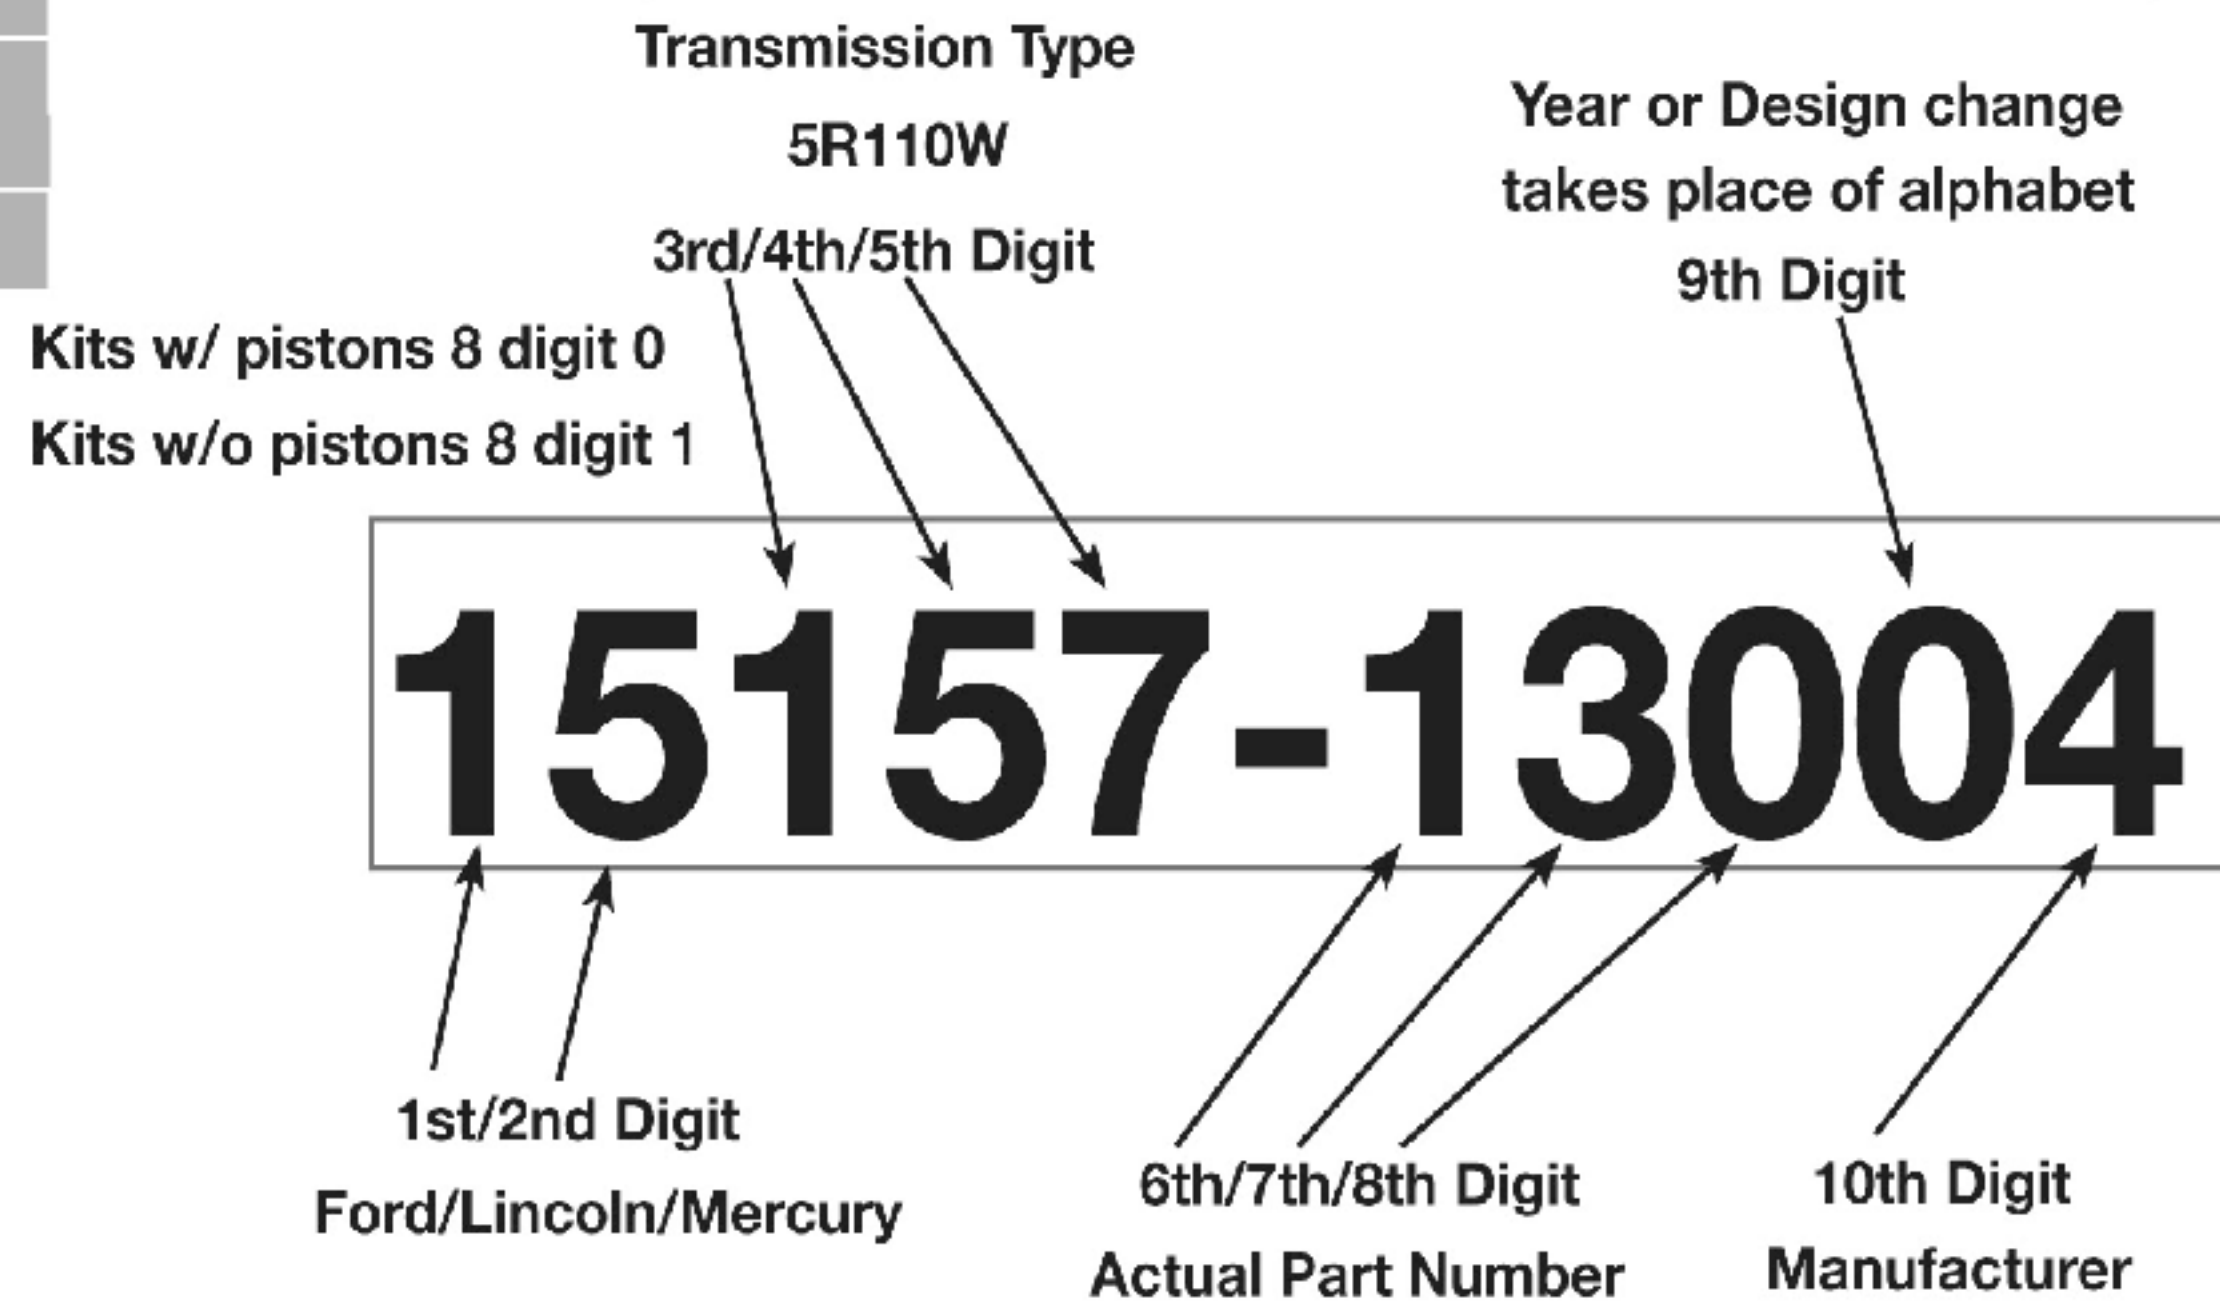 Transmission Type
5R110W
3rd/4th/5th Digit
Year or Design change
takes place of alphabet
9th Digit
Kits w/ pistons 8 digit 0
Kits w/o pistons 8 digit 1
15157-13004
1st/2nd Digit
Ford/Lincoln/Mercury
6th/7th/8th Digit
Actual Part Number
10th Digit
Manufacturer